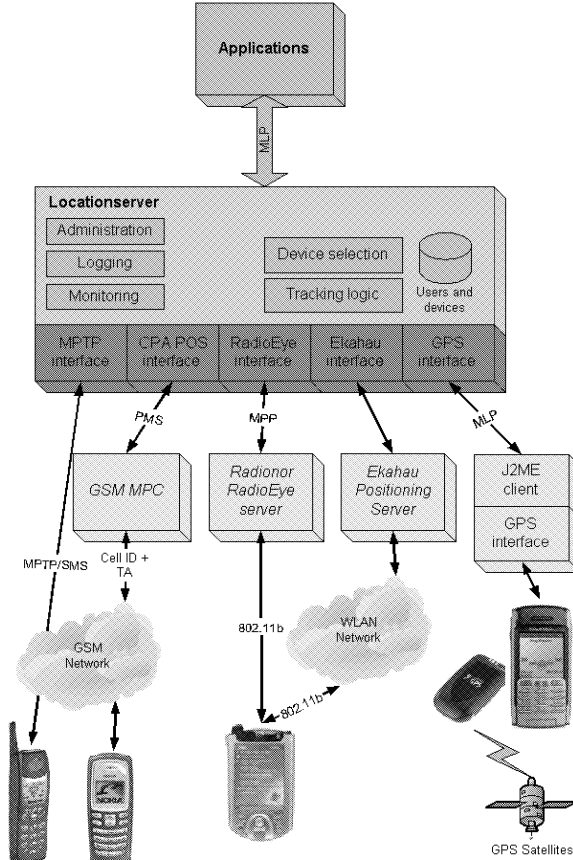 Applications
MLP
Locationserver
Administration
Logging
Monitoring
Device selection
Tracking logic
Users and
devices
MPTP
interface
CPA POS
interface
RadioEye
interface
Ekahau
interface
GPS
interface
PMS
MPP
MLP
GSM MPC
Radionor
RadioEye
server
Ekahau
Positioning
Server
J2ME
client
GPS
interface
MPTP/SMS
Cell ID +
TA
GSM
Network
802.11b
WLAN
Network
802.11b
GPS
NOKIA
GPS Satellites